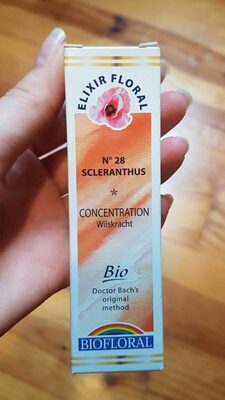 ELIXIR FLORAL
N° 28
SCLERANTHUS
*
CONCENTRATION
Wilskracht
Bio
Doctor Bach's
original
method
BIOFLORAL